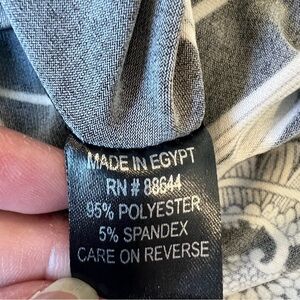 MADE IN EGYPT
RN # 88644
95% POLYESTER
5% SPANDEX
CARE ON REVERSE